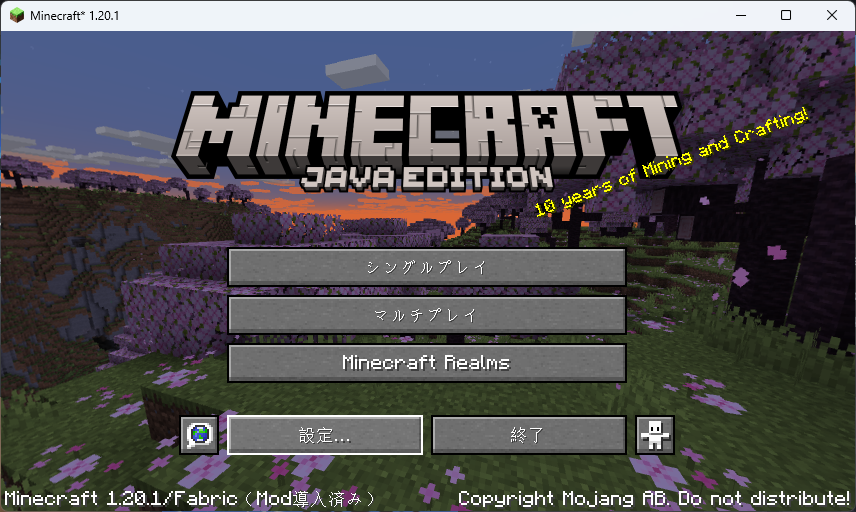 Minecraft* 1.20.1
MINECRAFT
JAVA EDITION
10 years of Mining and Crafting!
シングルプレイ
マルチプレイ
Minecraft Realms
設定...
終了
Minecraft 1.20.1/Fabric（Mod導入済み）
Copyright Mojang AB. Do not distribute!